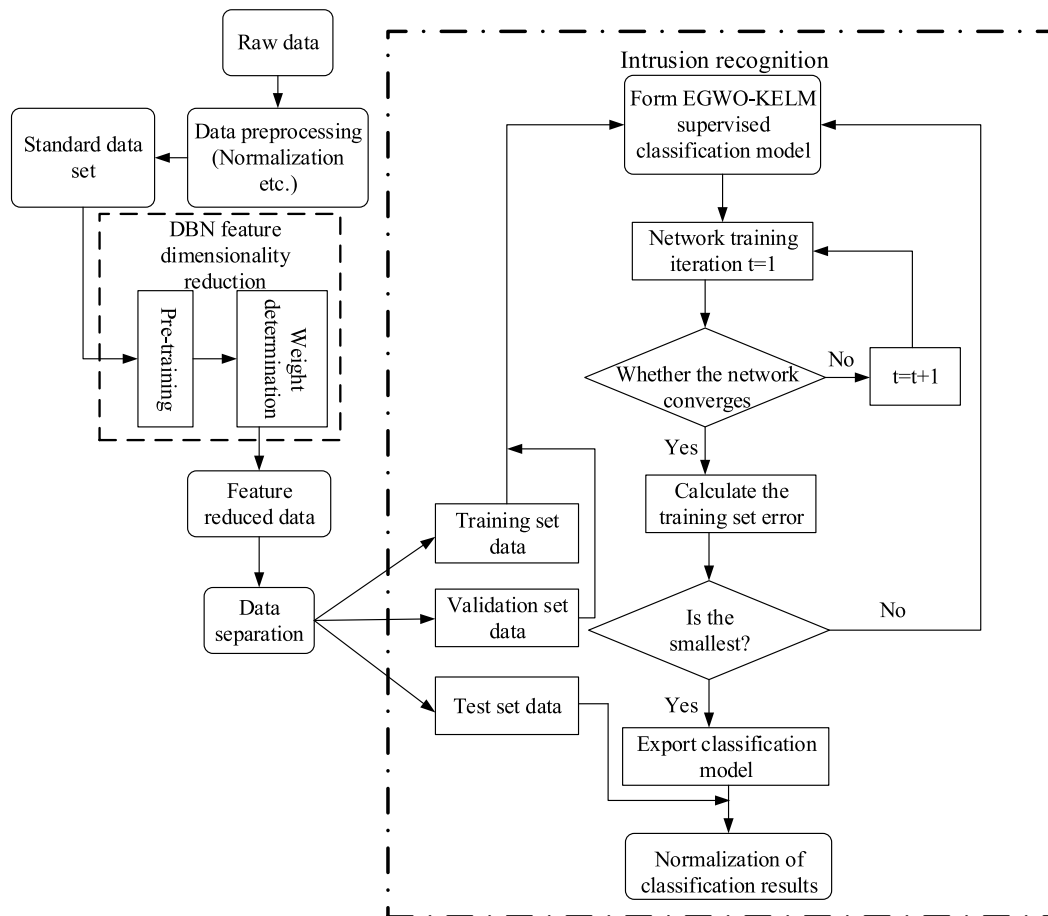 Raw data
Data preprocessing
(Normalization
etc.)
Standard data
set
DBN feature
dimensionality
reduction
Pre-training
Weight
determination
Feature
reduced data
Data
separation
Intrusion recognition
Form EGWO-KELM
supervised
classification model
Network training
iteration t=1
Whether the network
converges
No
t=t+1
Yes
Calculate the
training set error
Training set
data
Validation set
data
Test set data
Is the
smallest?
No
Yes
Export classification
model
Normalization of
classification results